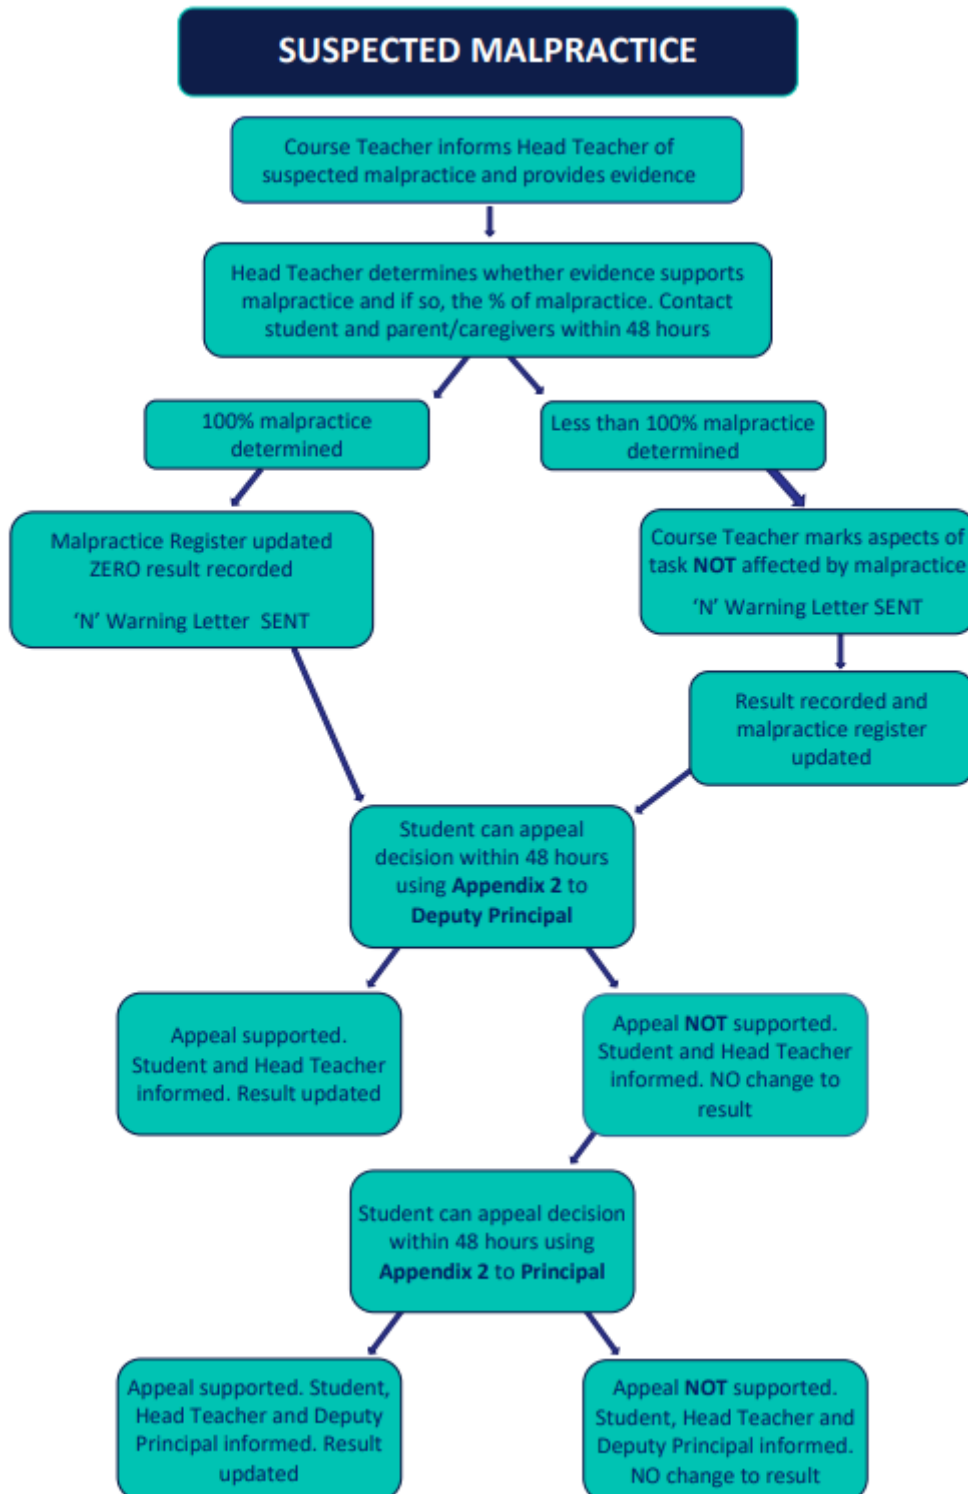 SUSPECTED MALPRACTICE
Course Teacher informs Head Teacher of
suspected malpractice and provides evidence
Head Teacher determines whether evidence supports
malpractice and if so, the % of malpractice. Contact
student and parent/caregivers within 48 hours
100% malpractice
determined
Less than 100% malpractice
determined
Malpractice Register updated
ZERO result recorded
‘N’ Warning Letter SENT
Course Teacher marks aspects of
task NOT affected by malpractice
‘N’ Warning Letter SENT
Result recorded and
malpractice register
updated
Student can appeal
decision within 48 hours
using Appendix 2 to
Deputy Principal
Appeal supported.
Student and Head Teacher
informed. Result updated
Appeal NOT supported.
Student and Head Teacher
informed. NO change to
result
Student can appeal decision
within 48 hours using
Appendix 2 to Principal
Appeal supported. Student,
Head Teacher and Deputy
Principal informed. Result
updated
Appeal NOT supported.
Student, Head Teacher and
Deputy Principal informed.
NO change to result